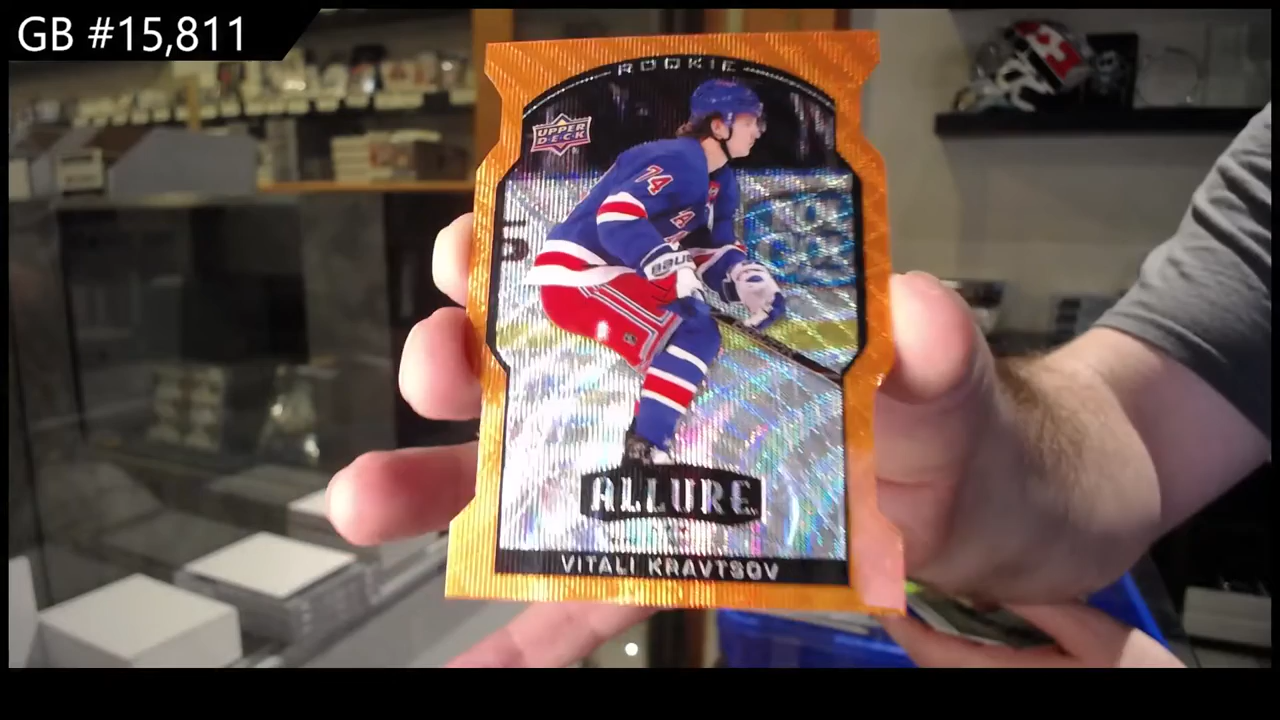 GB #15,811
ROOKIE
UPPER
DECK
74
A
BAUER
ALLURE
VITALI KRAVTSOV